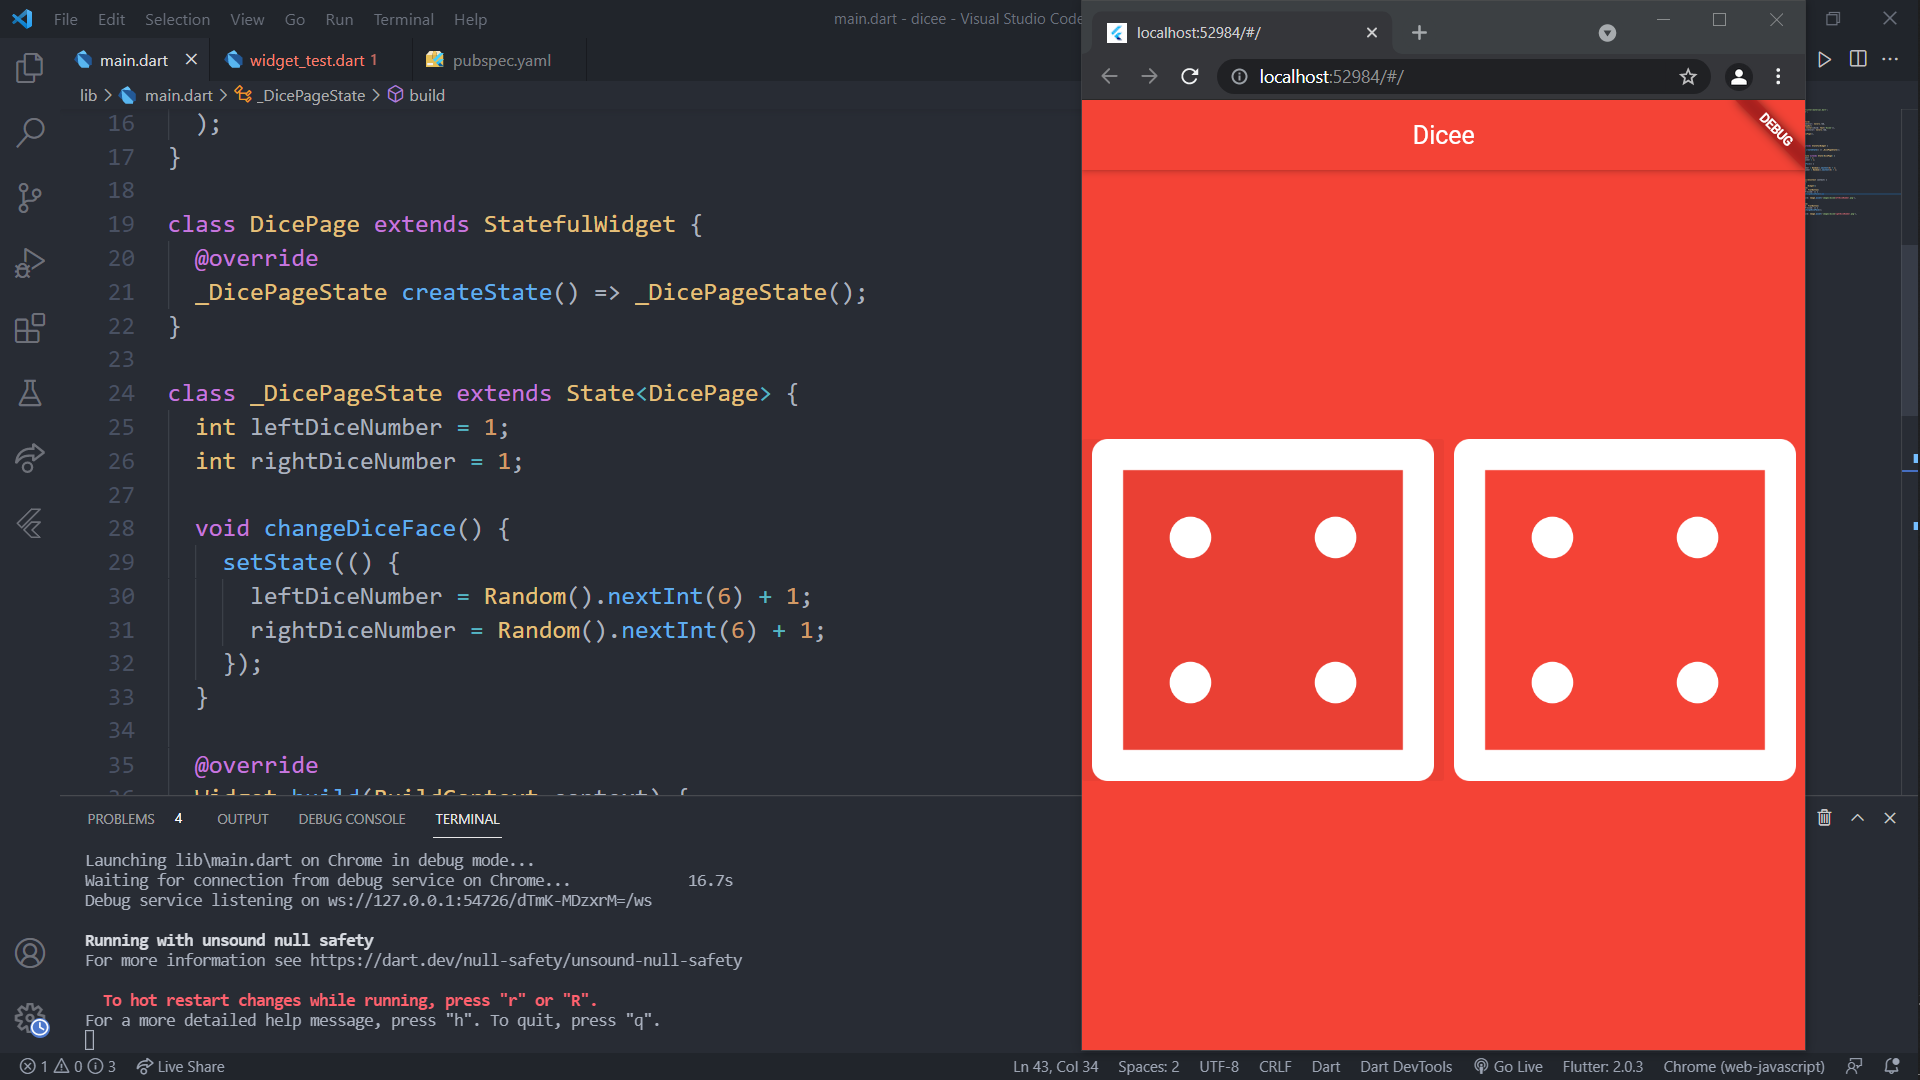 File Edit Selection View Go Run Terminal Help
main.dart - dicee - Visual Studio Code
main.dart
widget_test.dart 1
pubspec.yaml
lib > main.dart > _DicePageState > build
16 );
17 }
18
19 class DicePage extends StatefulWidget {
20 @override
21 _DicePageState createState() => _DicePageState();
22 }
23
24 class _DicePageState extends State<DicePage> {
25 int leftDiceNumber = 1;
26 int rightDiceNumber = 1;
27
28 void changeDiceFace() {
29 setState(() {
30 leftDiceNumber = Random().nextInt(6) + 1;
31 rightDiceNumber = Random().nextInt(6) + 1;
32 });
33 }
34
35 @override
36 Widget build(BuildContext context) {
localhost:52984/#/
localhost:52984/#/
Dicee
DEBUG
PROBLEMS 4 OUTPUT DEBUG CONSOLE TERMINAL
Launching lib\main.dart on Chrome in debug mode...
Waiting for connection from debug service on Chrome... 16.7s
Debug service listening on ws://127.0.0.1:54726/dTmK-MDzxrM=/ws
Running with unsound null safety
For more information see https://dart.dev/null-safety/unsound-null-safety
To hot restart changes while running, press "r" or "R".
For a more detailed help message, press "h". To quit, press "q".
1 0 3 Live Share Ln 43, Col 34 Spaces: 2 UTF-8 CRLF Dart Dart DevTools Go Live Flutter: 2.0.3 Chrome (web-javascript)